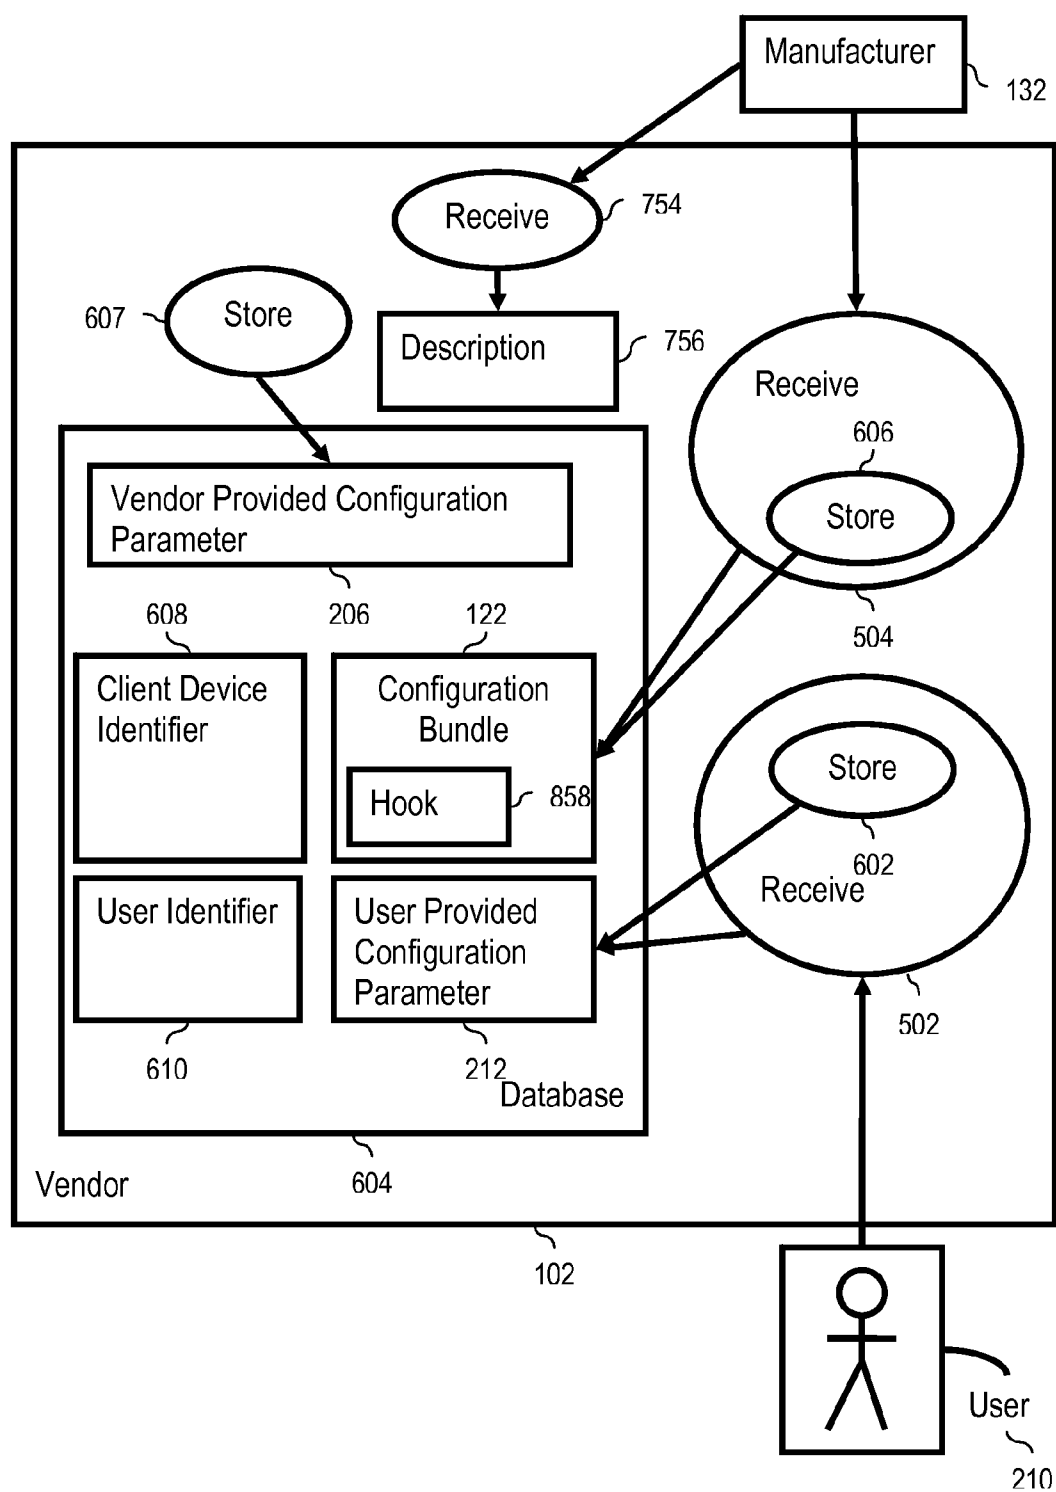 Manufacturer
132
Receive
754
Store
607
Description
756
Receive
606
Store
504
Vendor Provided Configuration
Parameter
206
608
122
Client Device
Identifier
Configuration
Bundle
Hook
858
Store
602
Receive
502
User Identifier
610
User Provided
Configuration
Parameter
212
Database
604
Vendor
102
User
210